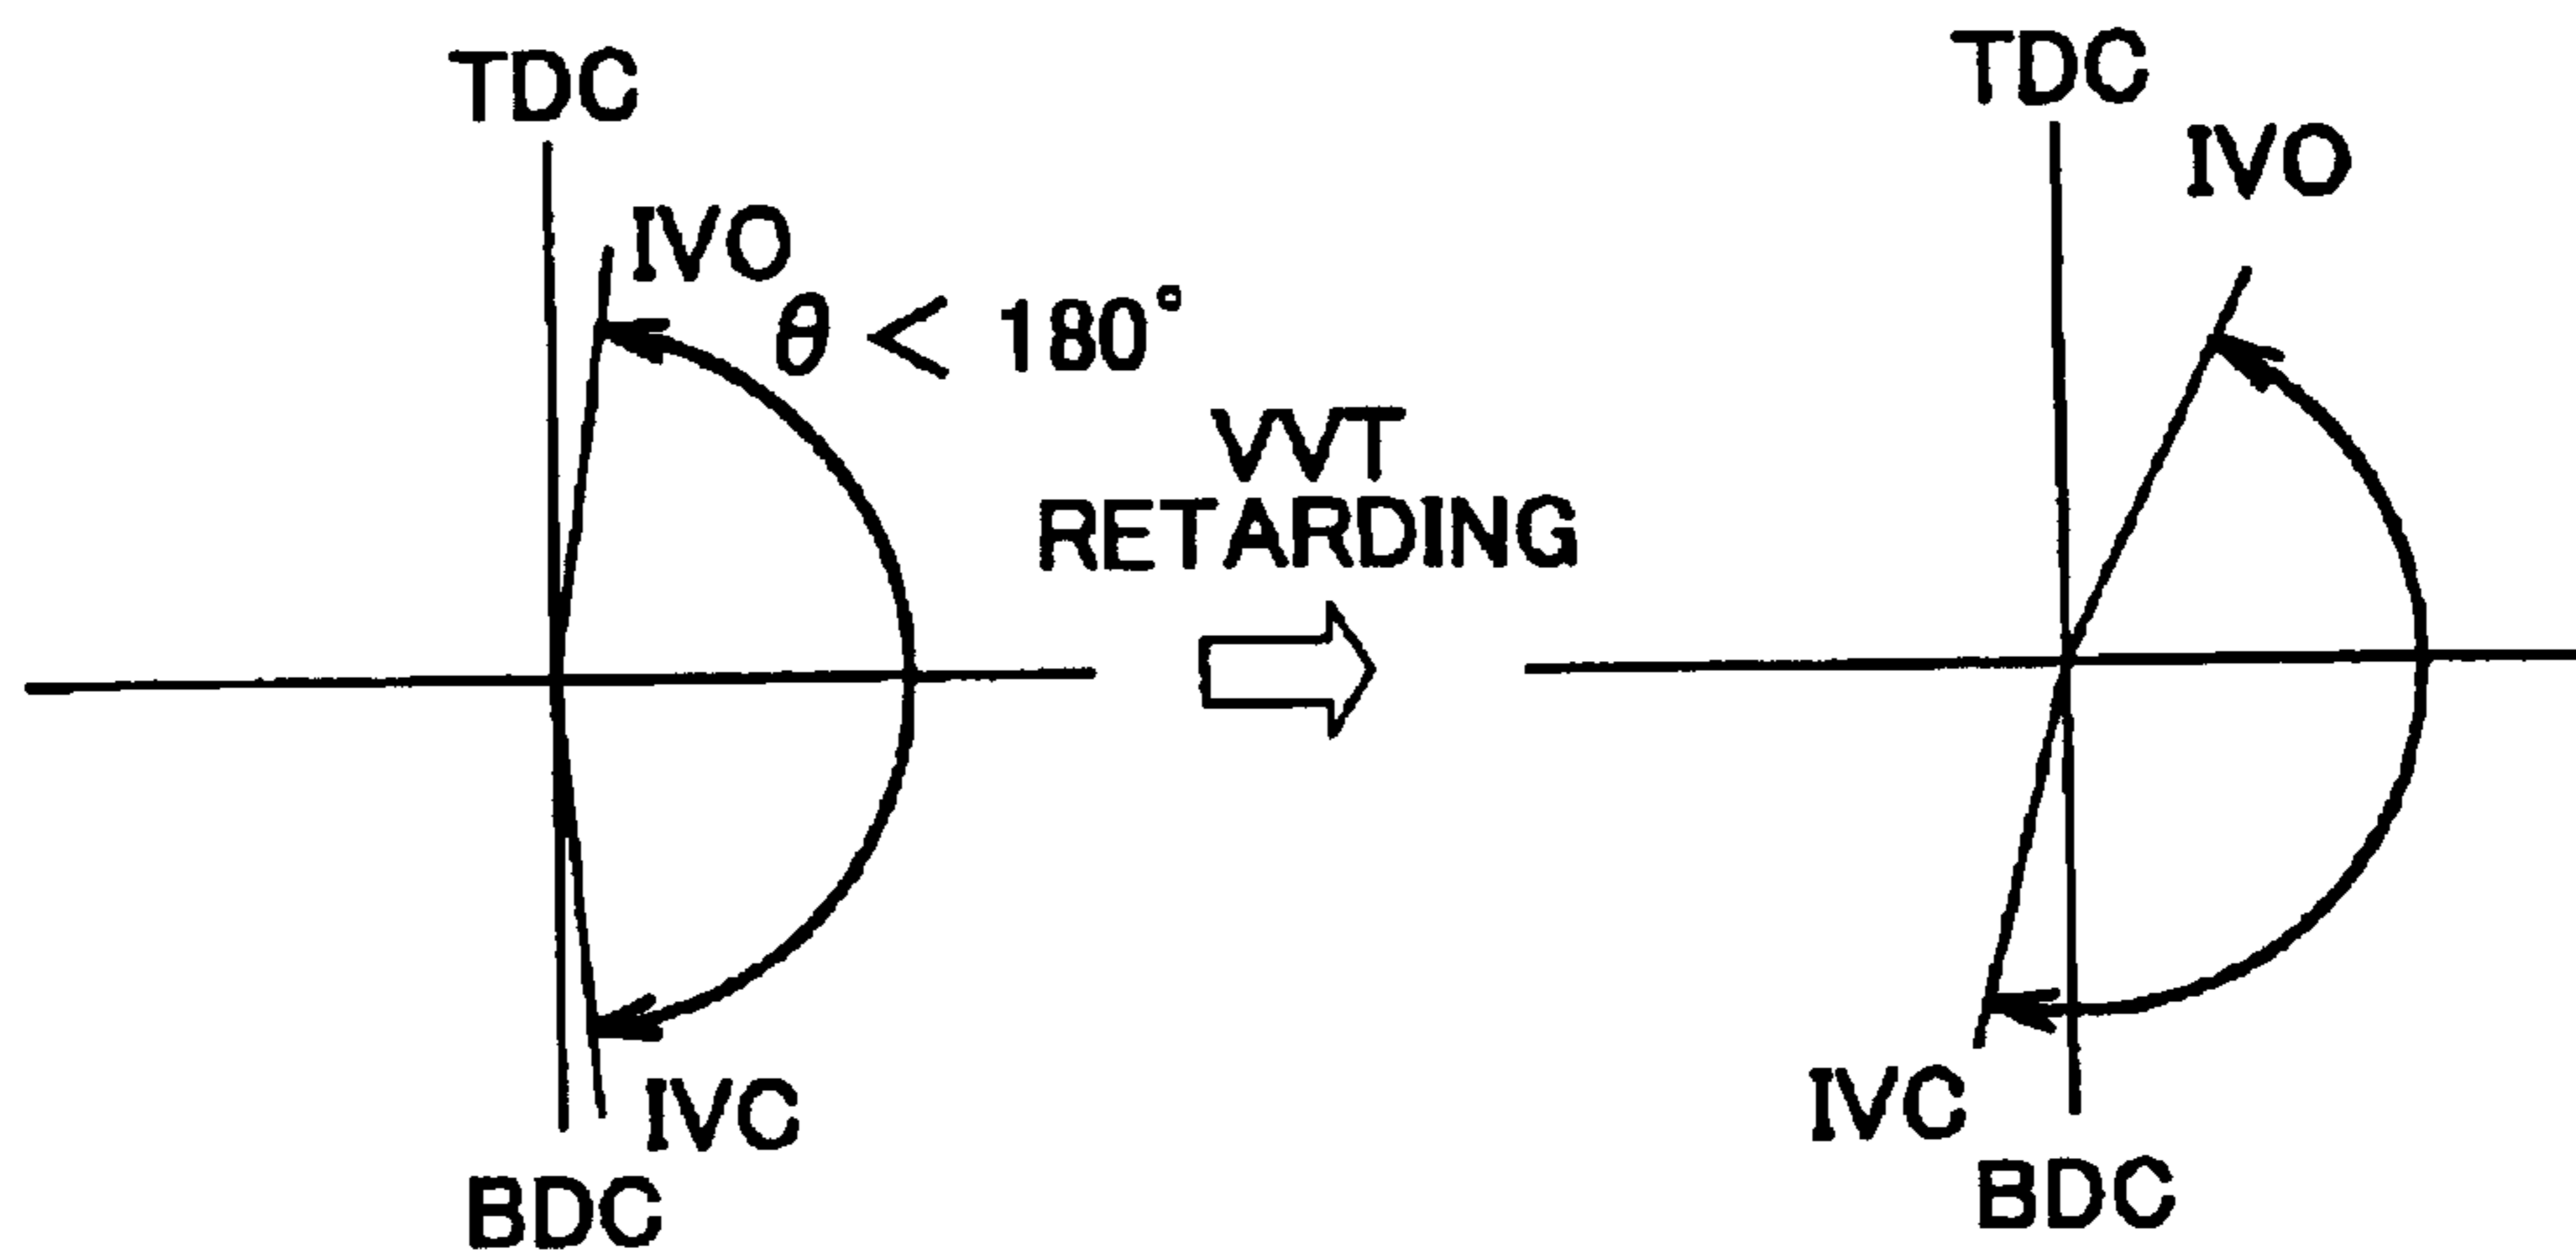 TDC
IVO
θ < 180°
IVC
BDC
VVT
RETARDING
TDC
IVO
IVC
BDC